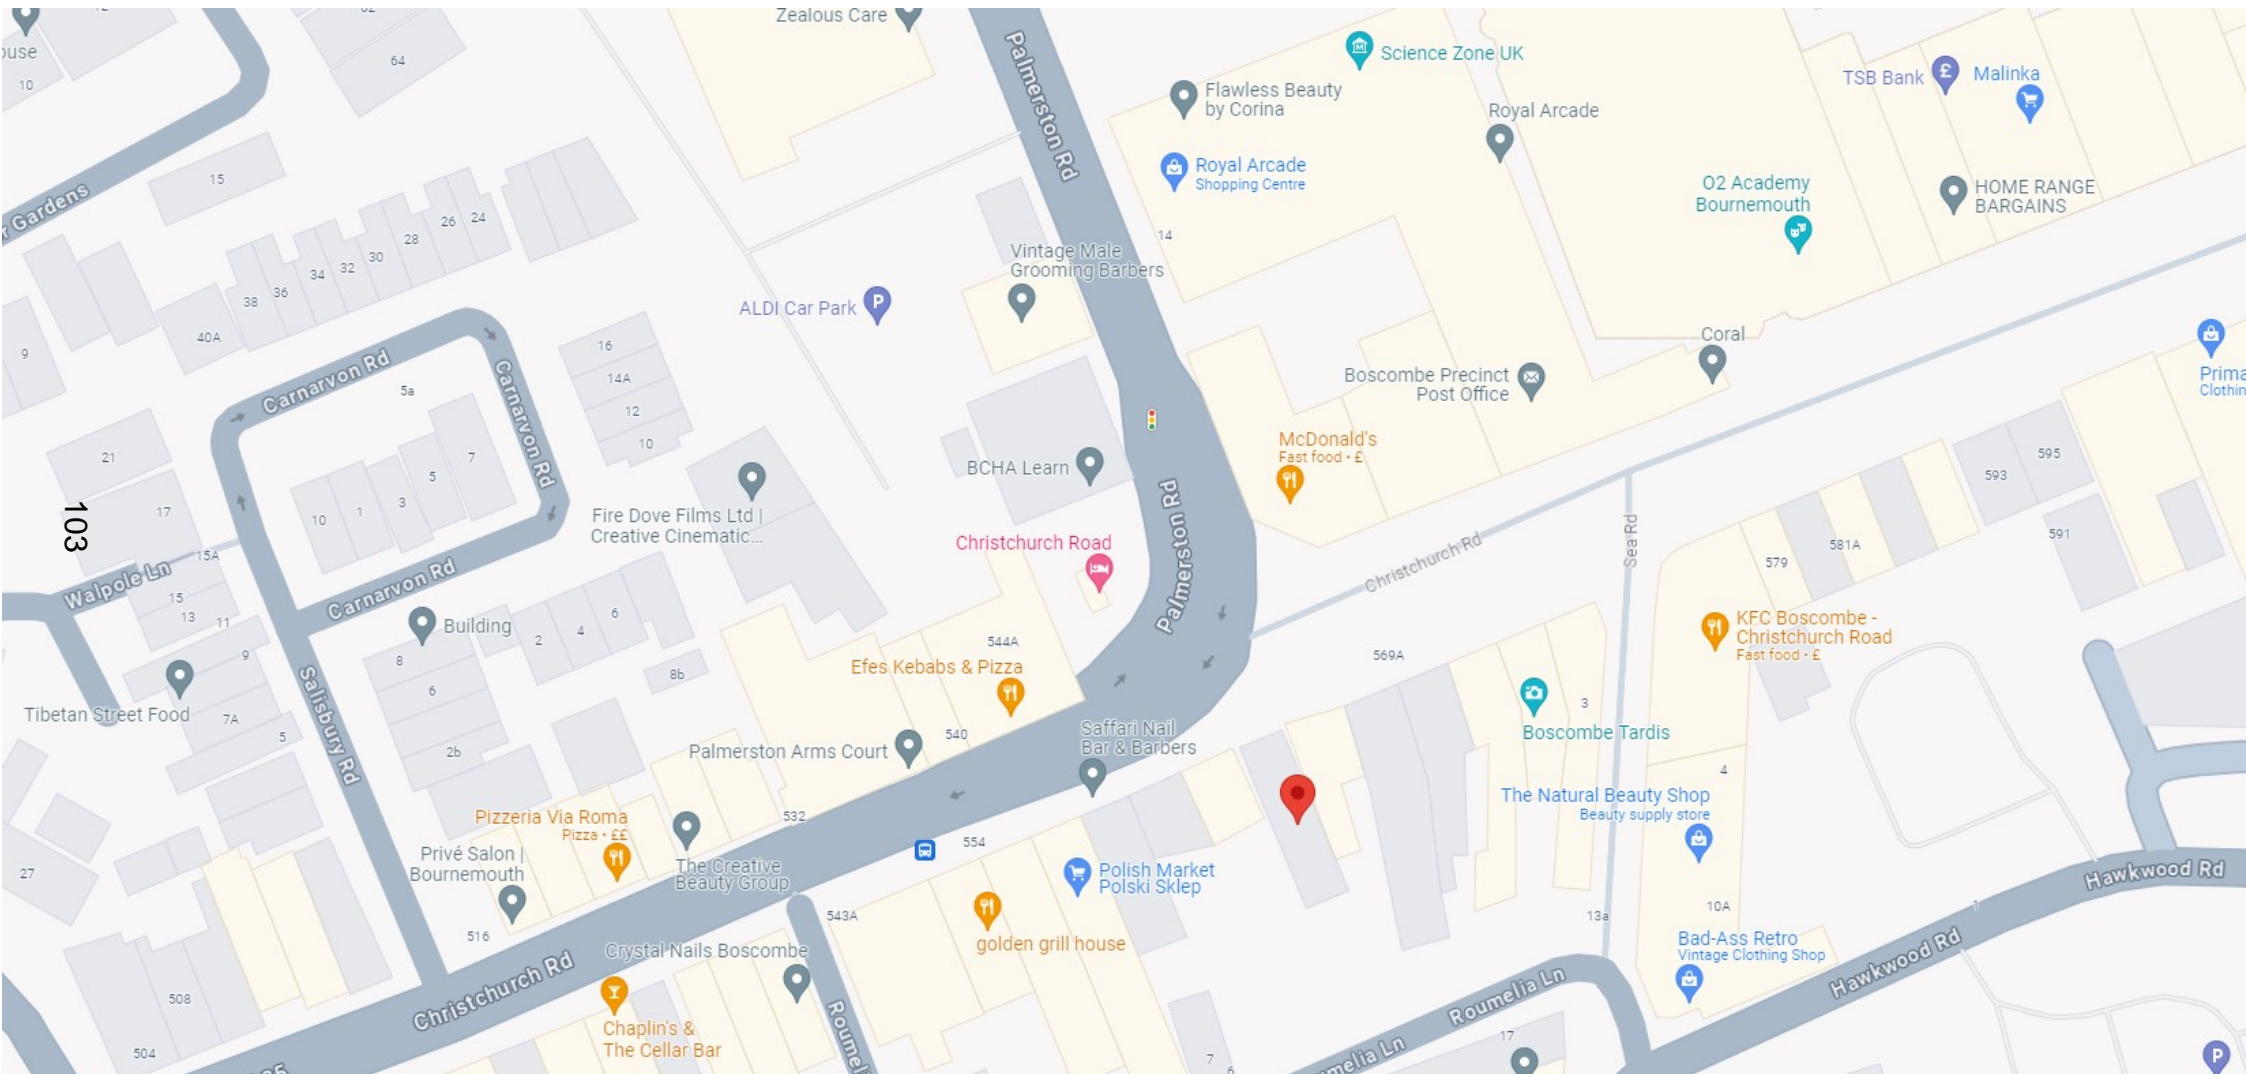 Zealous Care
Palmerston Rd
Science Zone UK
Flawless Beauty
by Corina
Royal Arcade
TSB Bank
£
Malinka
64
10
15
r Gardens
Royal Arcade
Shopping Centre
O2 Academy
Bournemouth
HOME RANGE
BARGAINS
14
26
24
28
30
32
34
36
38
40A
9
Vintage Male
Grooming Barbers
ALDI Car Park
P
Coral
Boscombe Precinct
Post Office
Prima
Clothin
Carnarvon Rd
Carnarvon Rd
5a
16
14A
12
10
21
17
103
10
1
3
5
7
BCHA Learn
McDonald's
Fast food • £
Fire Dove Films Ltd |
Creative Cinematic...
Christchurch Road
Palmerston Rd
Christchurch Rd
Sea Rd
593
595
591
581A
579
15A
Walpole Ln
15
13
11
9
Carnarvon Rd
Building
2
4
6
8
6
8b
2b
544A
Efes Kebabs & Pizza
540
569A
KFC Boscombe -
Christchurch Road
Fast food • £
Tibetan Street Food
7A
5
Salisbury Rd
Palmerston Arms Court
Saffari Nail
Bar & Barbers
3
Boscombe Tardis
4
The Natural Beauty Shop
Beauty supply store
Pizzeria Via Roma
Pizza • ££
532
554
Privé Salon |
Bournemouth
The Creative
Beauty Group
Polish Market
Polski Sklep
27
516
543A
golden grill house
13a
10A
1
Hawkwood Rd
Crystal Nails Boscombe
Bad-Ass Retro
Vintage Clothing Shop
Hawkwood Rd
508
504
Christchurch Rd
Chaplin's &
The Cellar Bar
Roumeli
Roumelia Ln
melia Ln
17
7
P